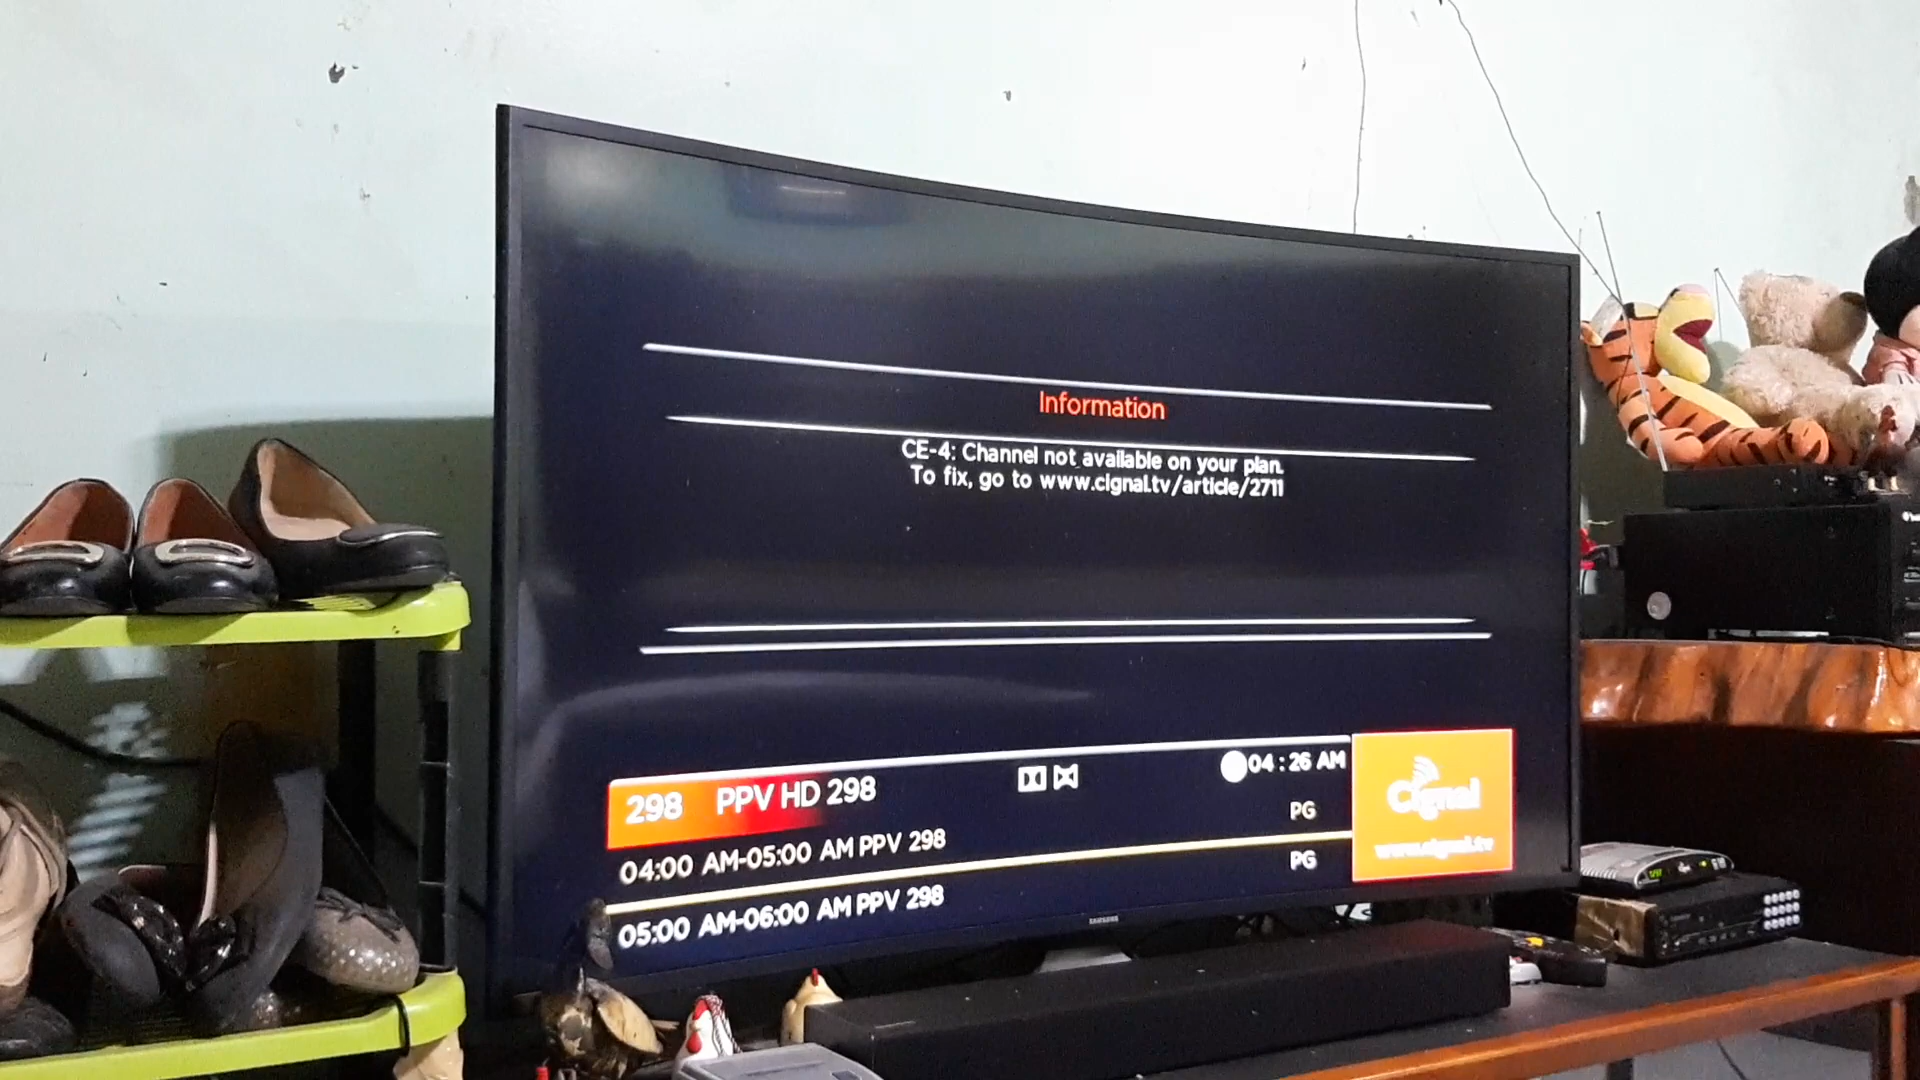 Information
CE-4: Channel not available on your plan.
To fix, go to www.cignal.tv/article/2711
298 PPV HD 298
04:26 AM
04:00 AM-05:00 AM PPV 298 PG
05:00 AM-06:00 AM PPV 298 PG
Cignal
www.cignal.tv
SAMSUNG